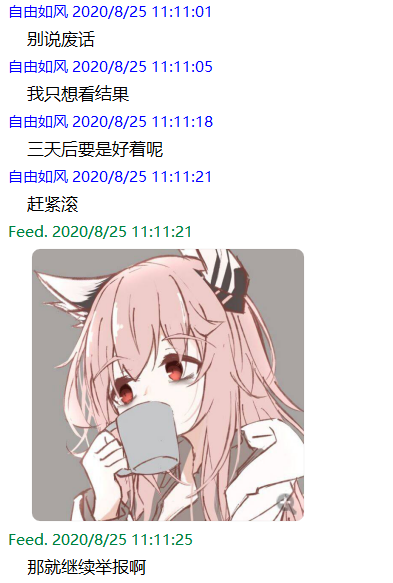 自由如风 2020/8/25 11:11:01
别说废话
自由如风 2020/8/25 11:11:05
我只想看结果
自由如风 2020/8/25 11:11:18
三天后要是好着呢
自由如风 2020/8/25 11:11:21
赶紧滚
Feed. 2020/8/25 11:11:21
Feed. 2020/8/25 11:11:25
那就继续举报啊